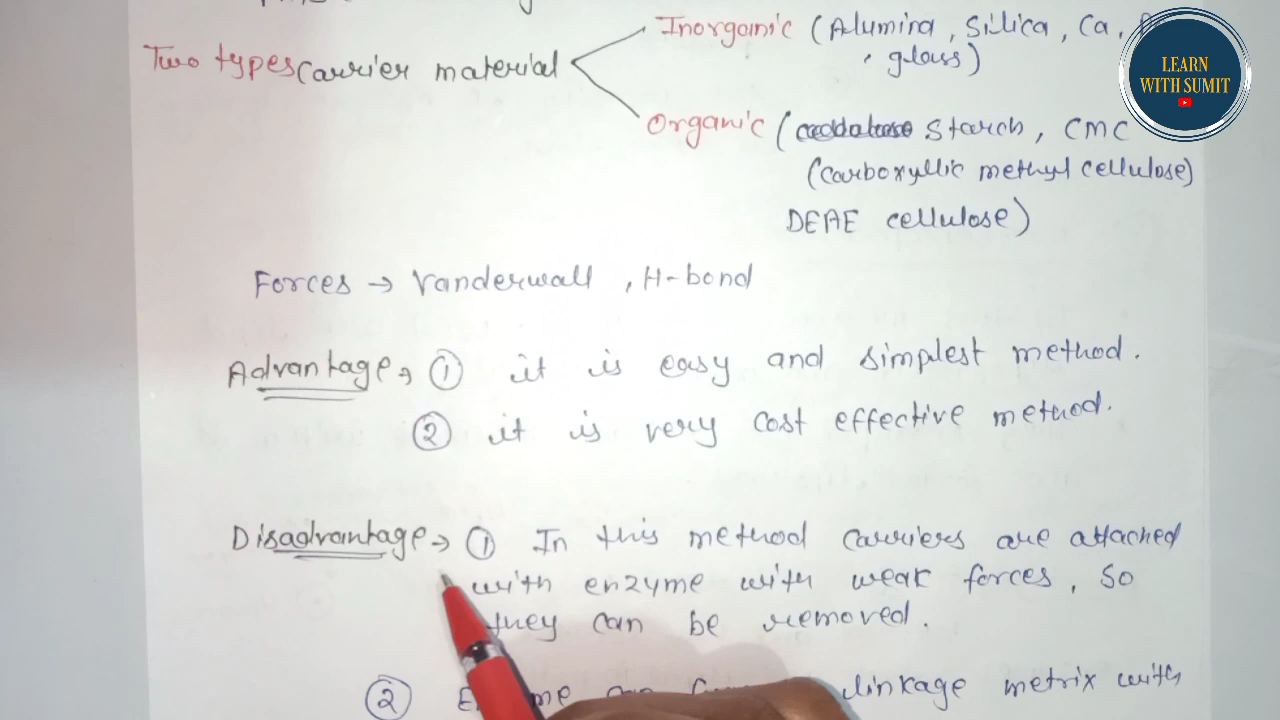 Inorganic (Alumina, Silica, Ca,
, glass)
Two types Carrier material
Organic ( Starch, CMC
(carboxyllic methyl cellulose)
DEAE cellulose)
Forces → Vanderwall , H-bond
Advantage → ① it is easy and simplest method.
② it is very cost effective method.
Disadvantage → ① In this method carriers are attached
with enzyme with weak forces, So
they can be removed.
② linkage metrix with
LEARN
WITH SUMIT